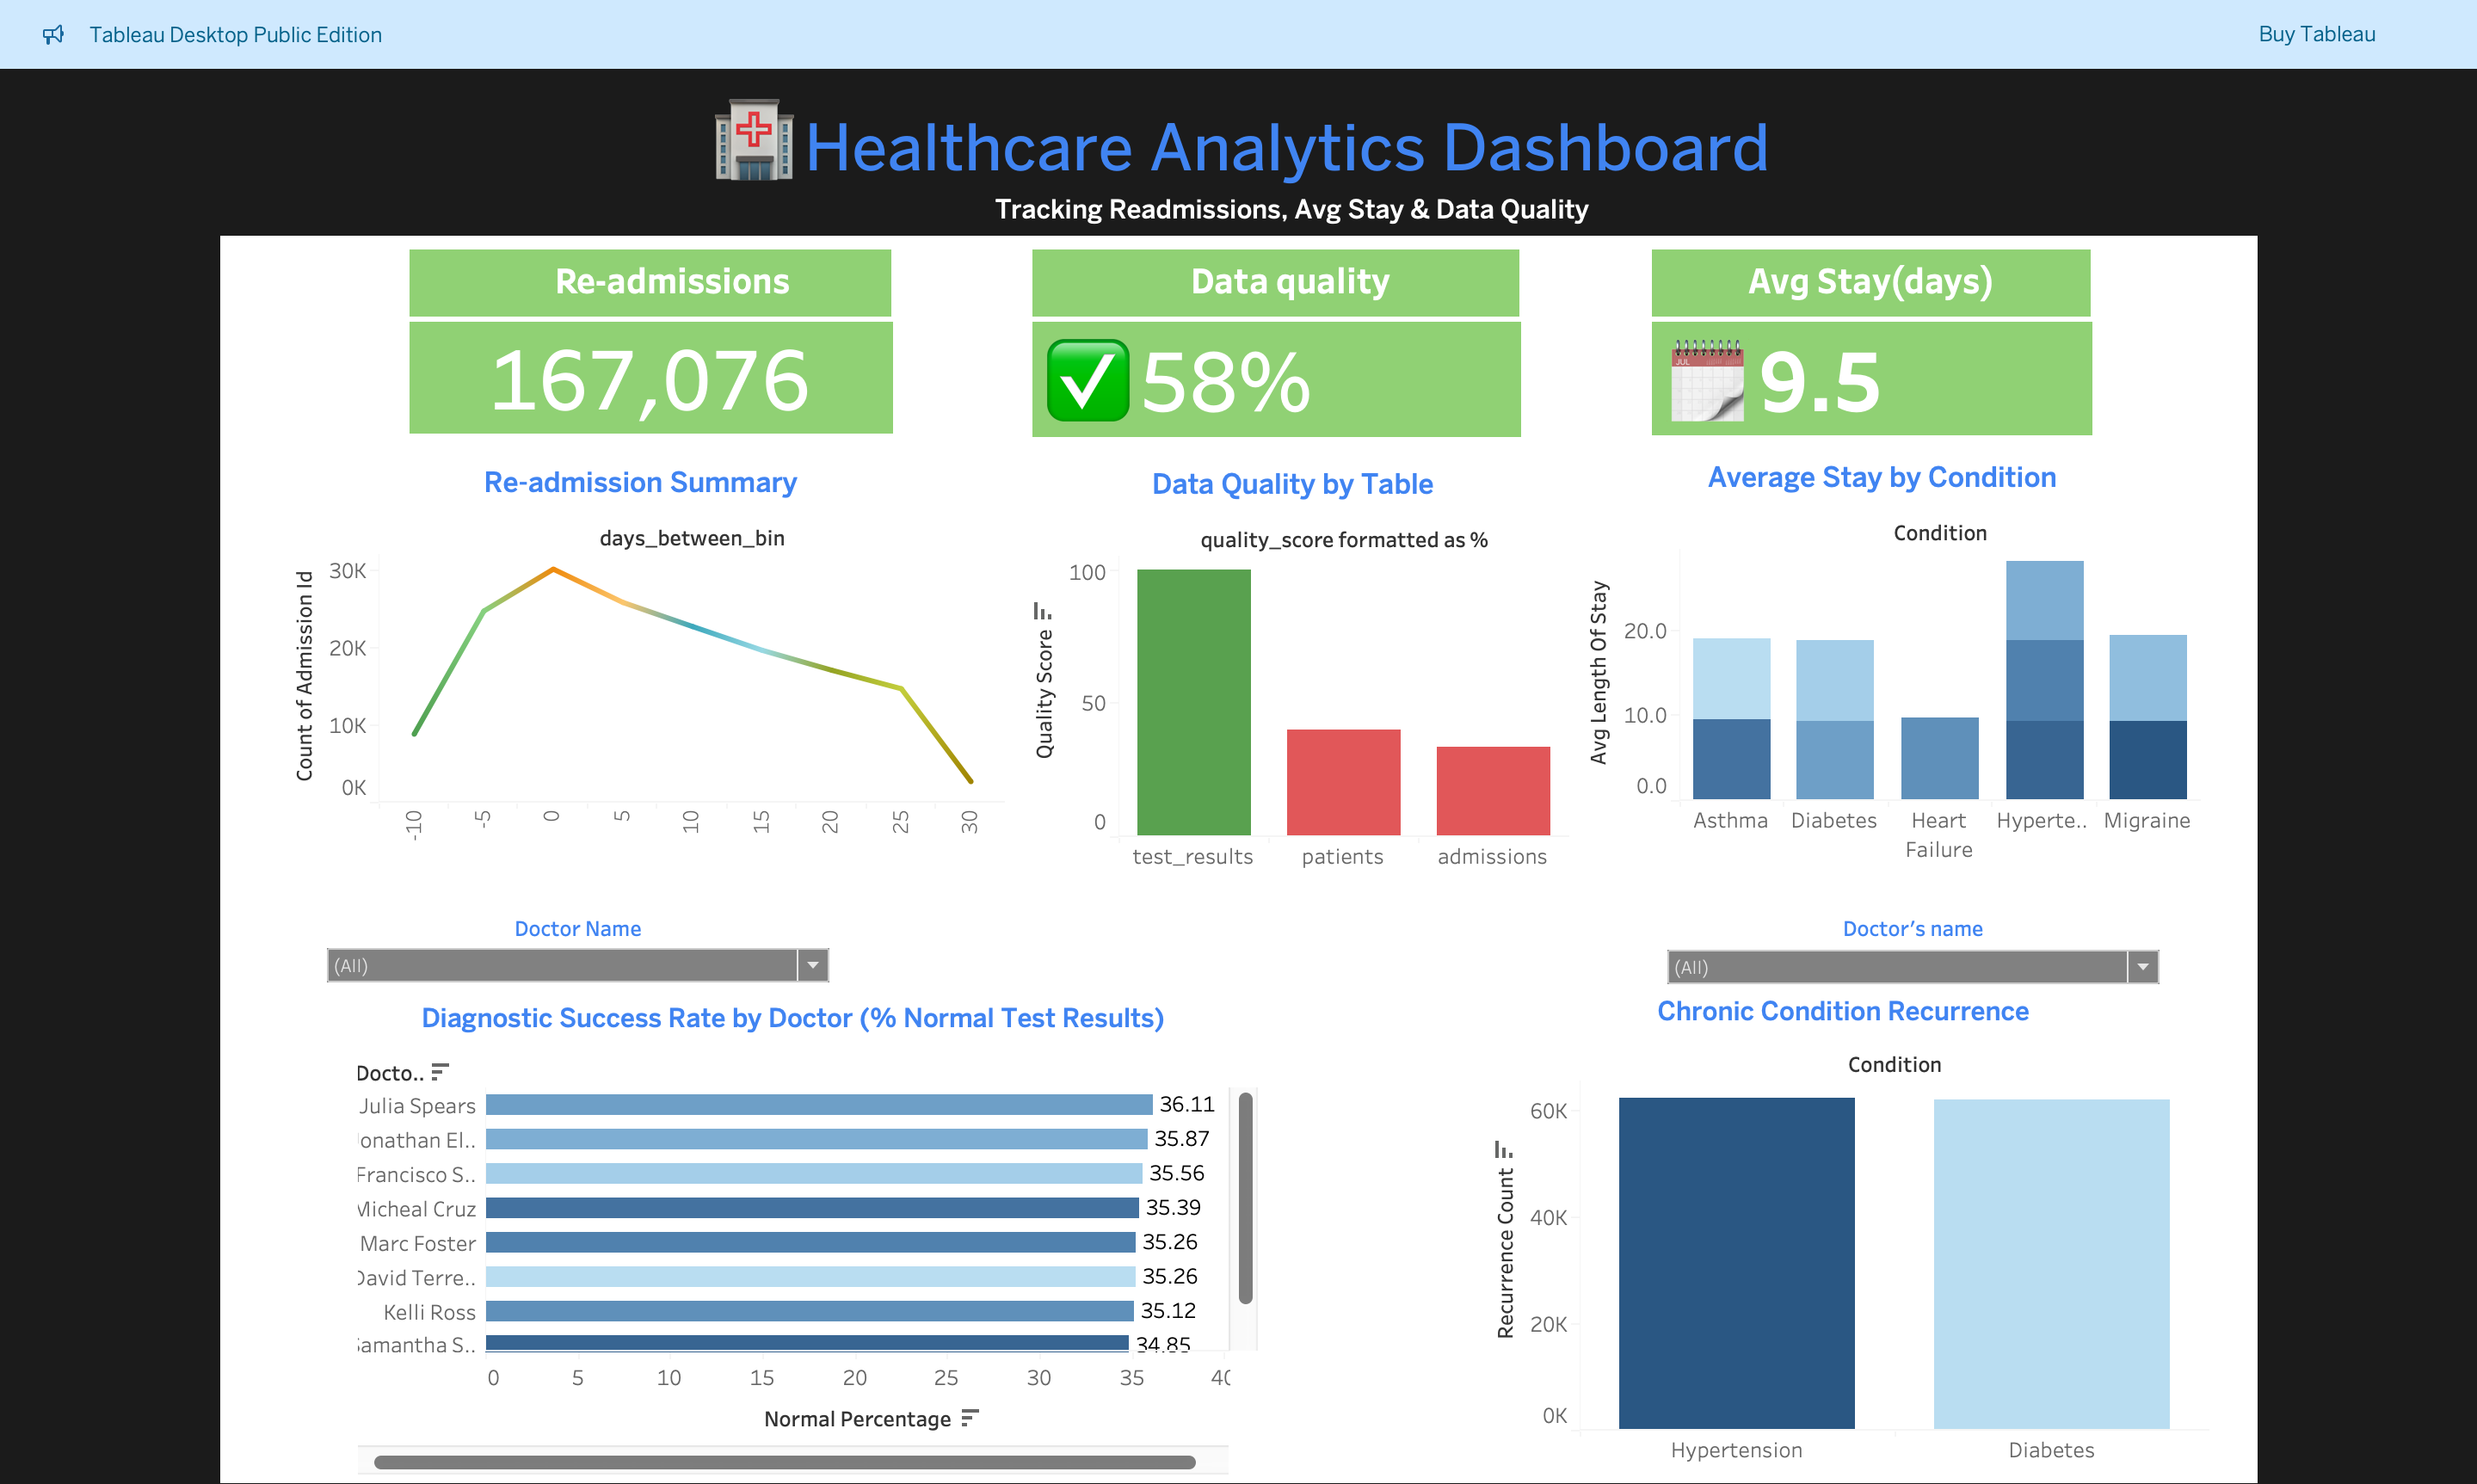 Tableau Desktop Public Edition
Buy Tableau
Healthcare Analytics Dashboard
Tracking Readmissions, Avg Stay & Data Quality
Re-admissions
167,076
Data quality
58%
Avg Stay(days)
JUL
9.5
Re-admission Summary
days_between_bin
Count of Admission Id
30K
20K
10K
0K
-10
-5
0
5
10
15
20
25
30
Data Quality by Table
quality_score formatted as %
Quality Score
100
50
0
test_results
patients
admissions
Average Stay by Condition
Condition
Avg Length Of Stay
20.0
10.0
0.0
Asthma
Diabetes
Heart
Failure
Hyperte..
Migraine
Doctor Name
(All)
Doctor's name
(All)
Diagnostic Success Rate by Doctor (% Normal Test Results)
Docto..
Julia Spears 36.11
onathan El.. 35.87
Francisco S.. 35.56
Micheal Cruz 35.39
Marc Foster 35.26
David Terre.. 35.26
Kelli Ross 35.12
Samantha S.. 34.85
0 5 10 15 20 25 30 35 40
Normal Percentage
Chronic Condition Recurrence
Condition
Recurrence Count
60K
40K
20K
0K
Hypertension
Diabetes